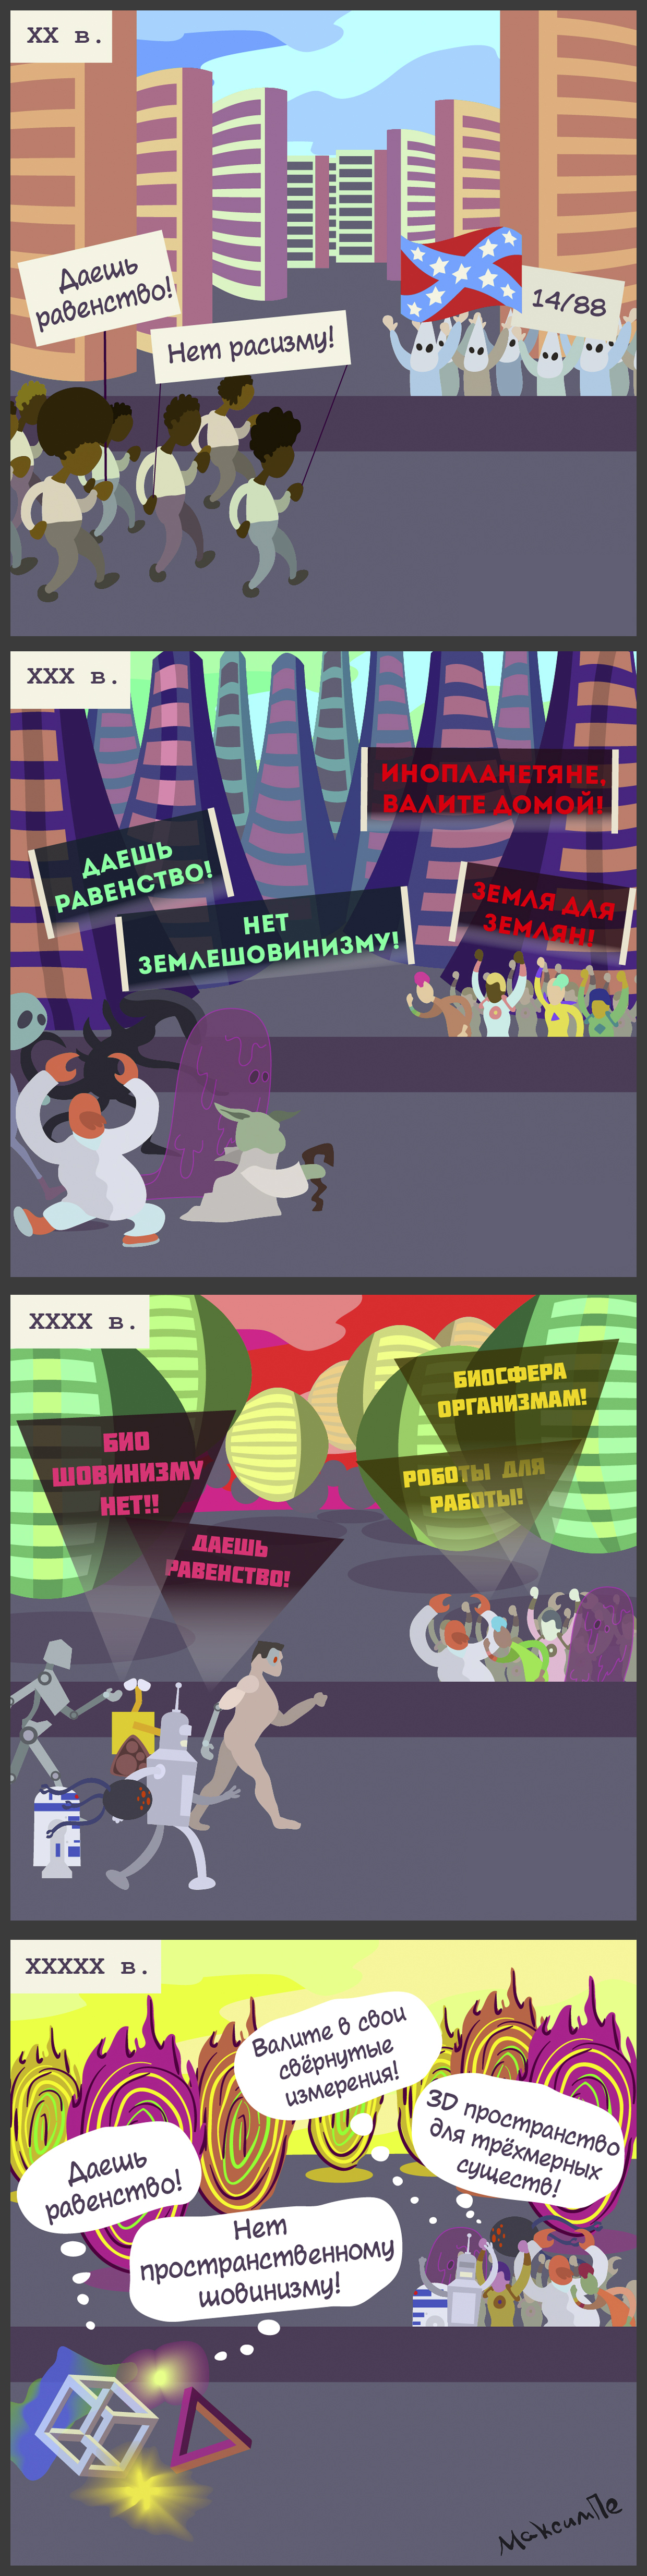 XX в.
Даешь
равенство!
Нет расизму!
14/88
XXX в.
ИНОПЛАНЕТЯНЕ,
ВАЛИТЕ ДОМОЙ!
ДАЕШЬ
РАВЕНСТВО!
ЗЕМЛЯ ДЛЯ
ЗЕМЛЯН!
НЕТ
ЗЕМЛЕШОВИНИЗМУ!
XXXX в.
БИОСФЕРА
ОРГАНИЗМАМ!
БИО
ШОВИНИЗМУ
НЕТ!!
РОБОТЫ ДЛЯ
РАБОТЫ!
ДАЕШЬ
РАВЕНСТВО!
XXXXX в.
Валите в свои
свёрнутые
измерения!
3D пространство
для трёхмерных
существ!
Даешь
равенство!
Нет
пространственному
шовинизму!
МаксимПе